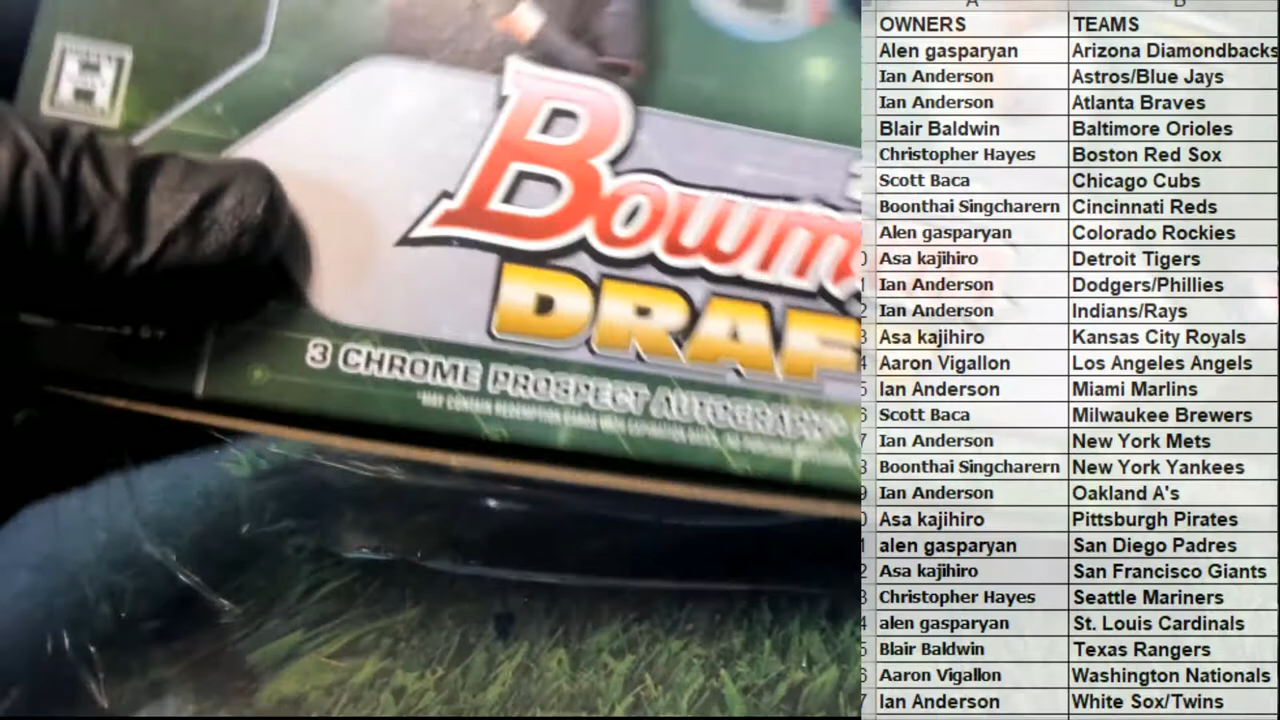 BOWM
DRAF
3 CHROME PROSPECT AUTOGRAPH
OWNERS TEAMS
Alen gasparyan Arizona Diamondbacks
Ian Anderson Astros/Blue Jays
Ian Anderson Atlanta Braves
Blair Baldwin Baltimore Orioles
Christopher Hayes Boston Red Sox
Scott Baca Chicago Cubs
Boonthai Singcharern Cincinnati Reds
Alen gasparyan Colorado Rockies
Asa kajihiro Detroit Tigers
Ian Anderson Dodgers/Phillies
Ian Anderson Indians/Rays
Asa kajihiro Kansas City Royals
Aaron Vigallon Los Angeles Angels
Ian Anderson Miami Marlins
Scott Baca Milwaukee Brewers
Ian Anderson New York Mets
Boonthai Singcharern New York Yankees
Ian Anderson Oakland A's
Asa kajihiro Pittsburgh Pirates
alen gasparyan San Diego Padres
Asa kajihiro San Francisco Giants
Christopher Hayes Seattle Mariners
alen gasparyan St. Louis Cardinals
Blair Baldwin Texas Rangers
Aaron Vigallon Washington Nationals
Ian Anderson White Sox/Twins